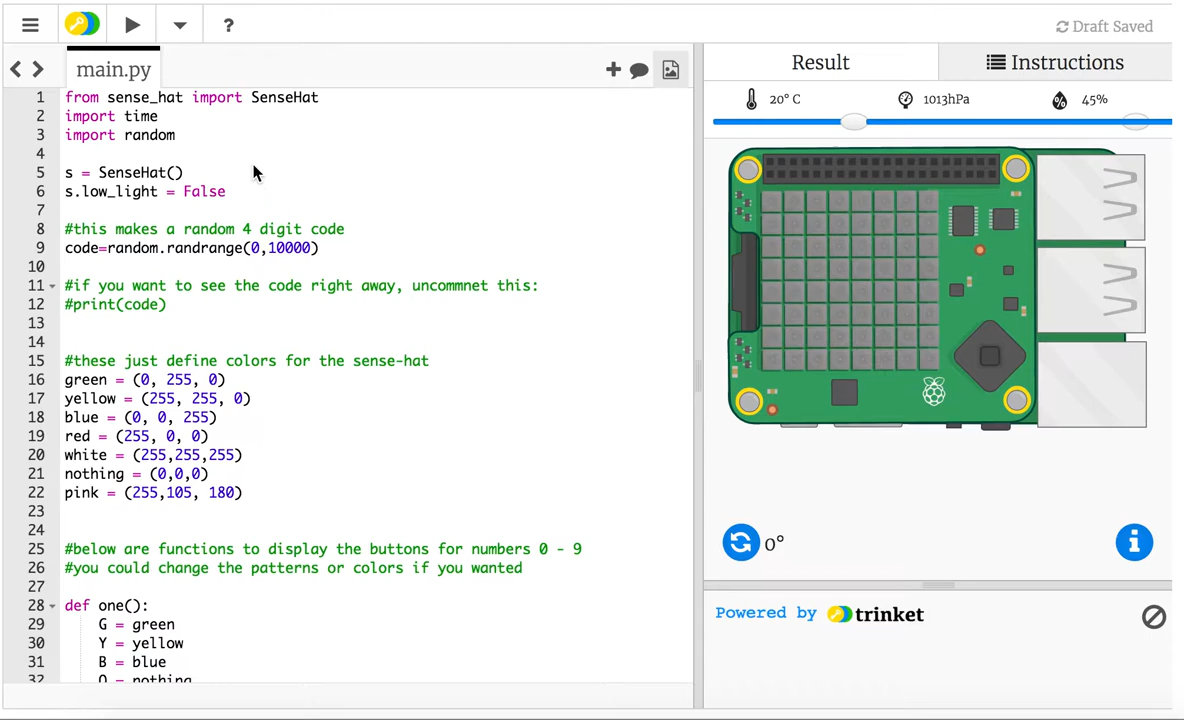 ?
Draft Saved
main.py
Result
Instructions
20° C
1013hPa
45%
1 from sense_hat import SenseHat
2 import time
3 import random
4
5 s = SenseHat()
6 s.low_light = False
7
8 #this makes a random 4 digit code
9 code=random.randrange(0,10000)
10
11 #if you want to see the code right away, uncommnet this:
12 #print(code)
13
14
15 #these just define colors for the sense-hat
16 green = (0, 255, 0)
17 yellow = (255, 255, 0)
18 blue = (0, 0, 255)
19 red = (255, 0, 0)
20 white = (255,255,255)
21 nothing = (0,0,0)
22 pink = (255,105, 180)
23
24
25 #below are functions to display the buttons for numbers 0 - 9
26 #you could change the patterns or colors if you wanted
27
28 def one():
29 G = green
30 Y = yellow
31 B = blue
32 O = nothing
0°
Powered by trinket